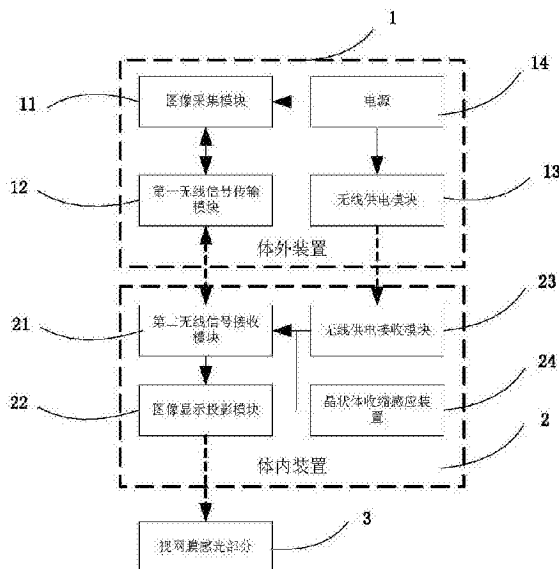 1
11
图像采集模块
电源
14
12
第一无线信号传输
模块
无线供电模块
13
体外装置
21
第二无线信号接收
模块
无线供电接收模块
23
22
图像显示投影模块
晶状体收缩感应装
置
24
体内装置
2
视网膜感光部分
3